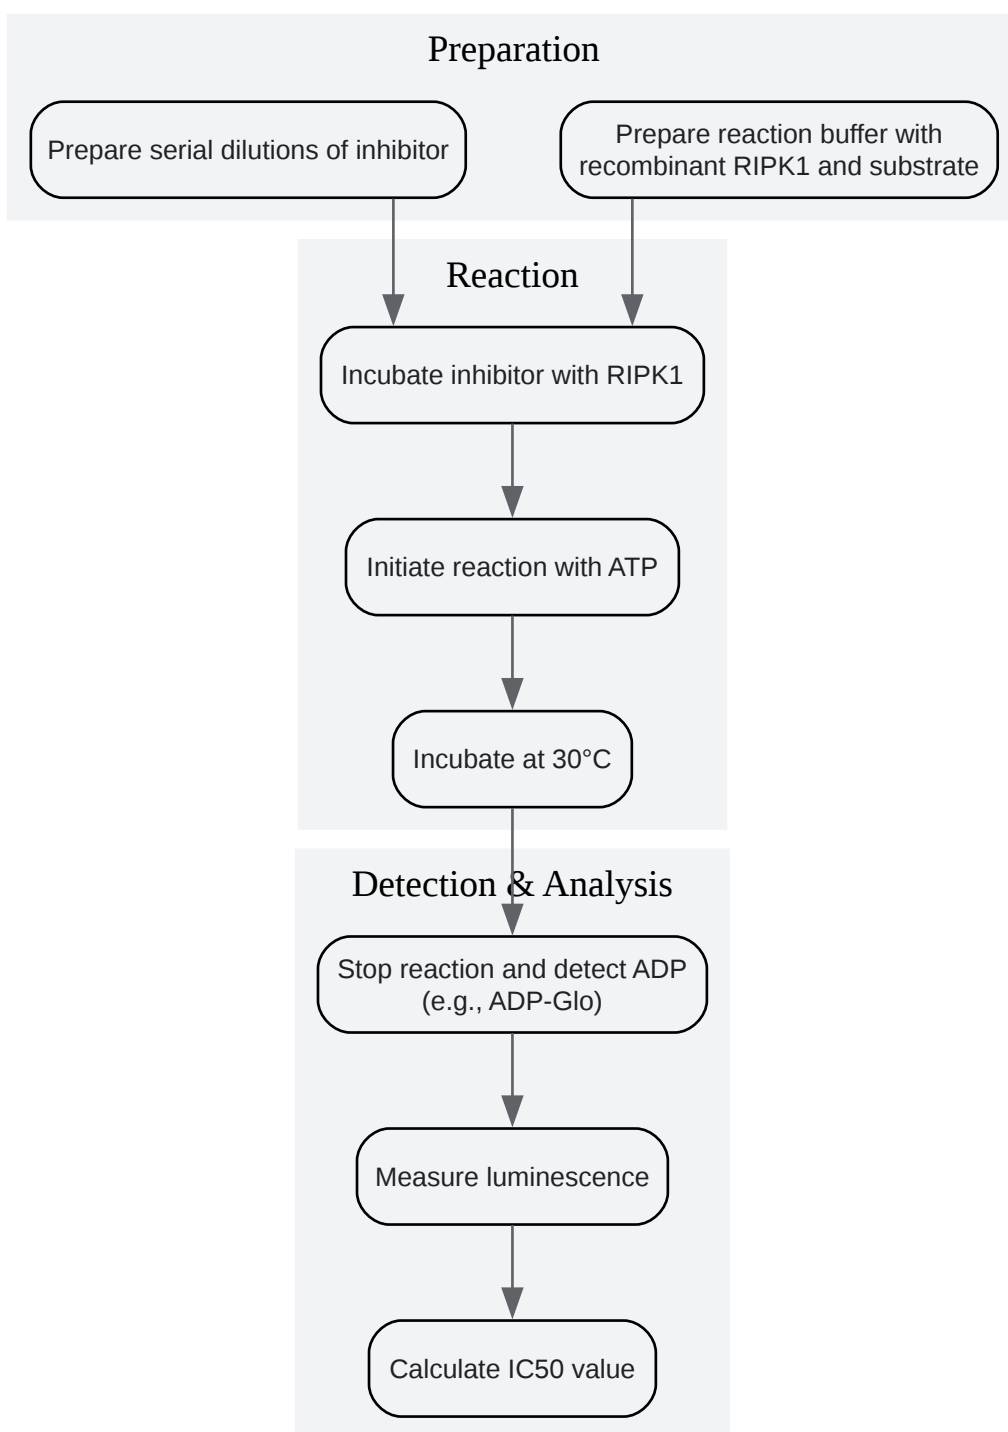 Preparation
Prepare serial dilutions of inhibitor
Prepare reaction buffer with
recombinant RIPK1 and substrate
Reaction
Incubate inhibitor with RIPK1
Initiate reaction with ATP
Incubate at 30°C
Detection & Analysis
Stop reaction and detect ADP
(e.g., ADP-Glo)
Measure luminescence
Calculate IC50 value